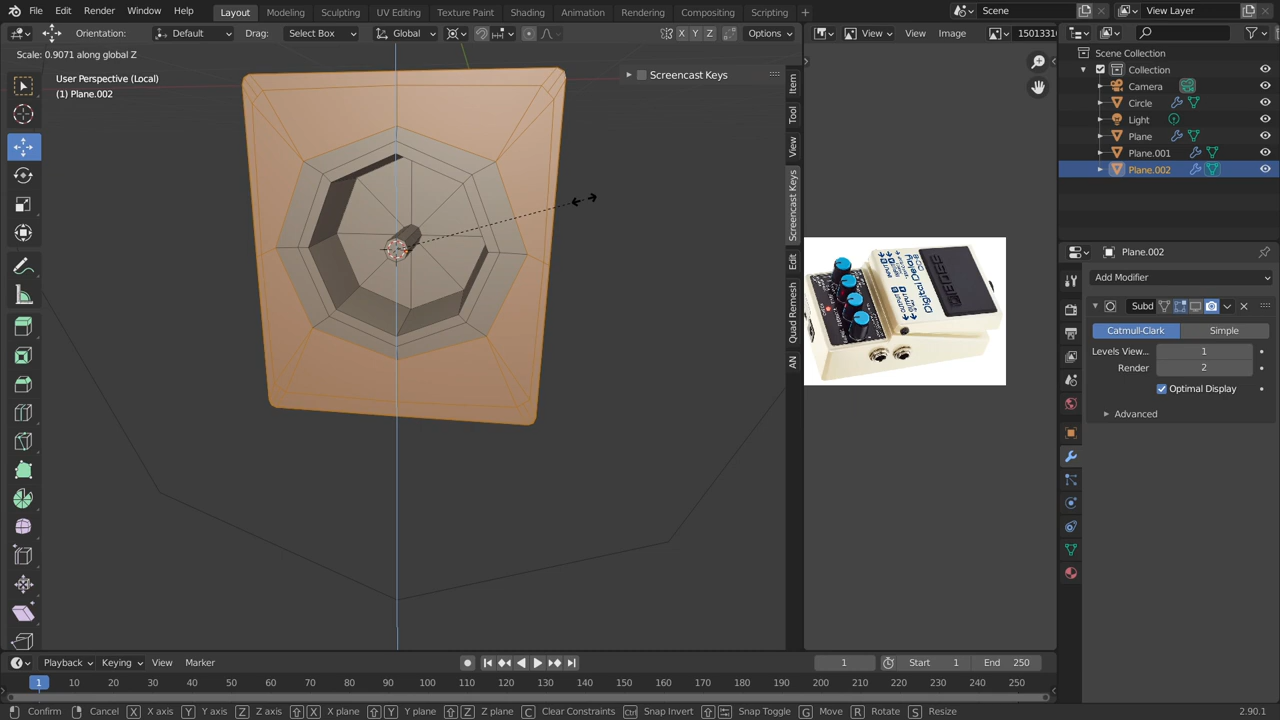 File Edit Render Window Help
Layout Modeling Sculpting UV Editing Texture Paint Shading Animation Rendering Compositing Scripting +
Scene
View Layer
Orientation: Default Drag: Select Box Global X Y Z Options
View View Image 15013316
Scale: 0.9071 along global Z
User Perspective (Local)
(1) Plane.002
Screencast Keys
Item
Tool
View
Screencast Keys
Edit
Quad Remesh
AN
Scene Collection
Collection
Camera
Circle
Light
Plane
Plane.001
Plane.002
Plane.002
Add Modifier
Subd
Catmull-Clark Simple
Levels View... 1
Render 2
Optimal Display
Advanced
Digital Delay
Playback Keying View Marker
1 Start 1 End 250
1 10 20 30 40 50 60 70 80 90 100 110 120 130 140 150 160 170 180 190 200 210 220 230 240 250
Confirm Cancel X X axis Y Y axis Z Z axis X X plane Y Y plane Z Z plane C Clear Constraints Ctrl Snap Invert Snap Toggle G Move R Rotate S Resize 2.90.1